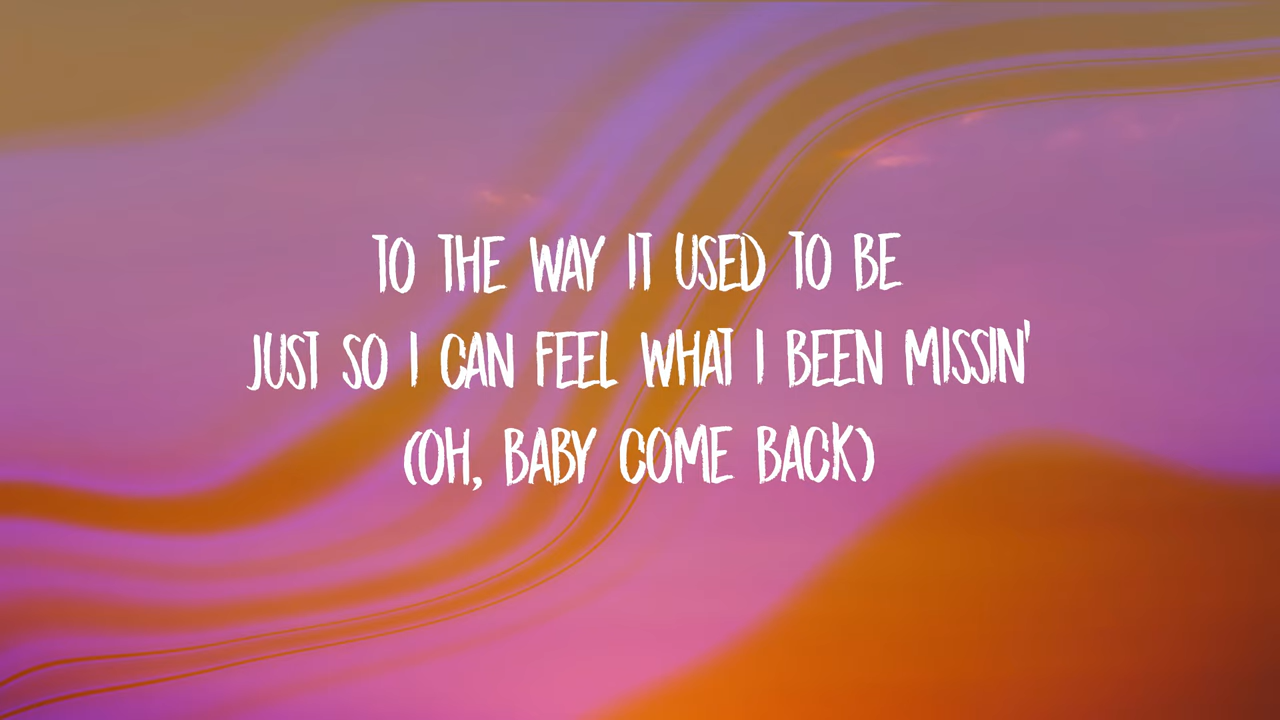 TO THE WAY IT USED TO BE
JUST SO I CAN FEEL WHAT I BEEN MISSIN'
(OH, BABY COME BACK)